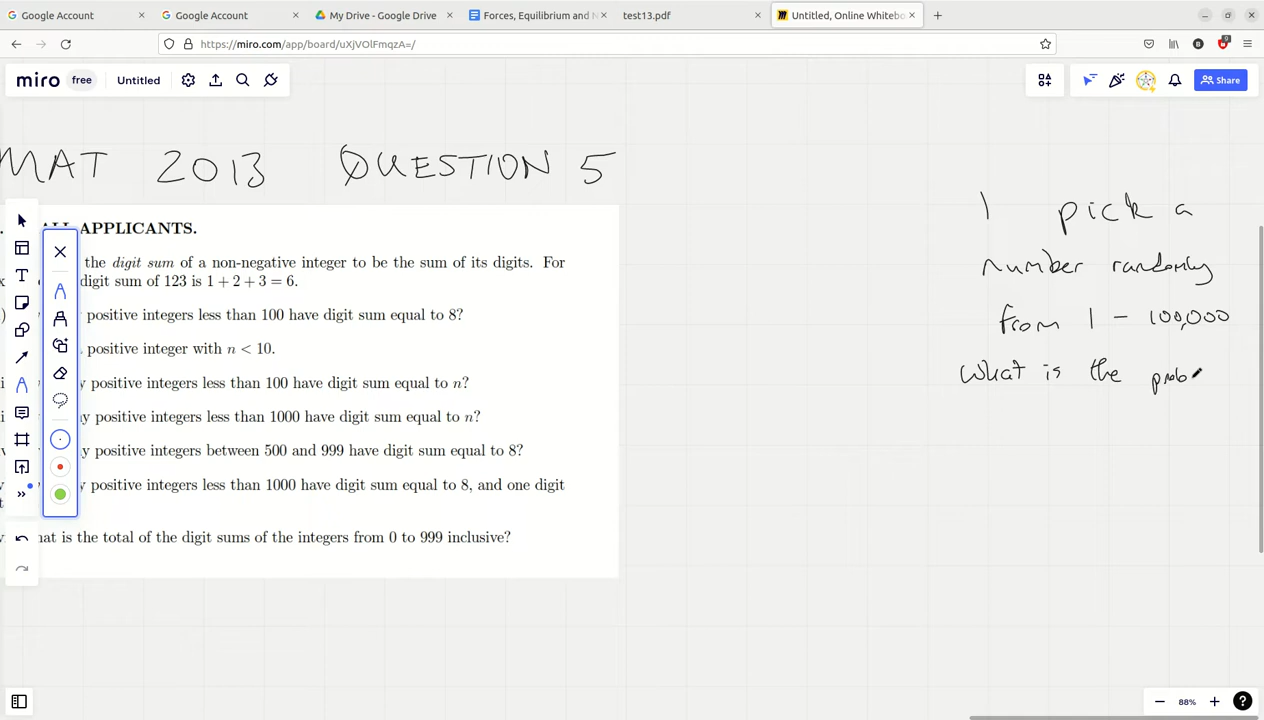 Google Account
Google Account
My Drive - Google Drive
Forces, Equilibrium and N
test13.pdf
Untitled, Online Whitebo
https://miro.com/app/board/uXjVOlFmqzA=/
miro free Untitled
Share
MAT 2013 QUESTION 5
ALL APPLICANTS.
the digit sum of a non-negative integer to be the sum of its digits. For
digit sum of 123 is 1 + 2 + 3 = 6.
positive integers less than 100 have digit sum equal to 8?
positive integer with n < 10.
y positive integers less than 100 have digit sum equal to n?
ny positive integers less than 1000 have digit sum equal to n?
y positive integers between 500 and 999 have digit sum equal to 8?
y positive integers less than 1000 have digit sum equal to 8, and one digit
hat is the total of the digit sums of the integers from 0 to 999 inclusive?
I pick a
number randomly
from 1 - 100,000
What is the prob
88%